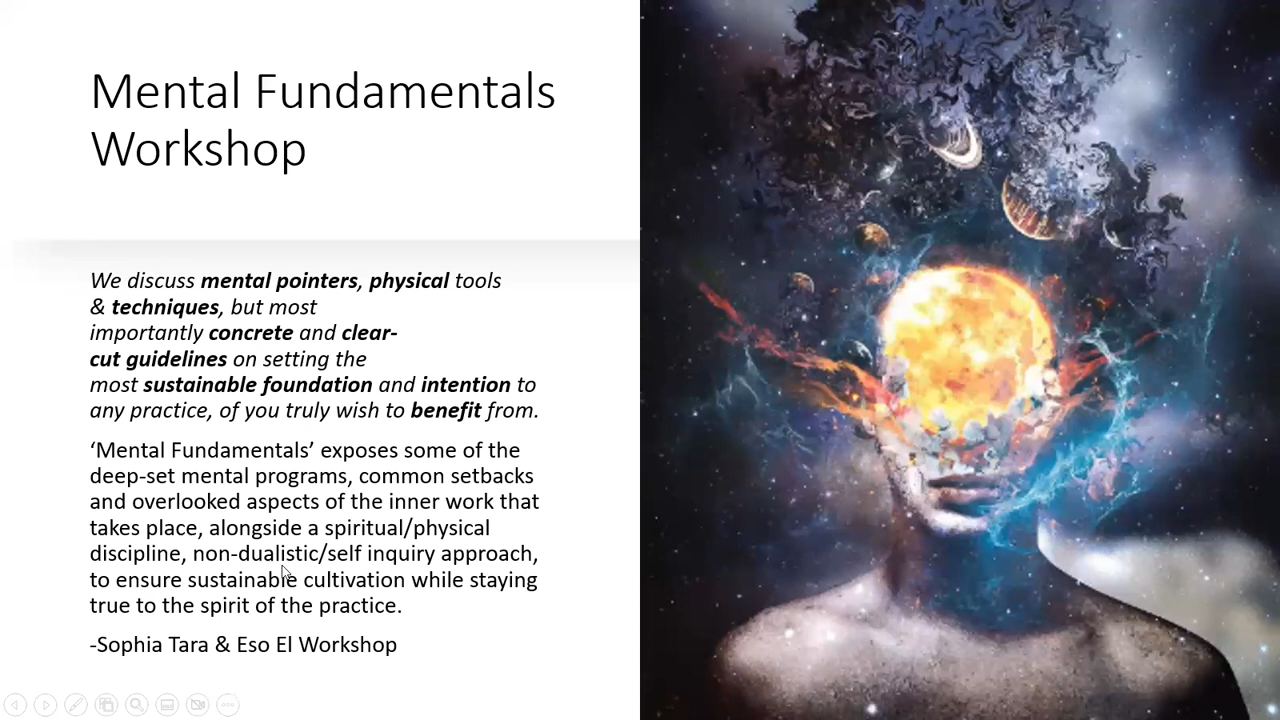 Mental Fundamentals
Workshop
We discuss mental pointers, physical tools
& techniques, but most
importantly concrete and clear-
cut guidelines on setting the
most sustainable foundation and intention to
any practice, of you truly wish to benefit from.
‘Mental Fundamentals’ exposes some of the
deep-set mental programs, common setbacks
and overlooked aspects of the inner work that
takes place, alongside a spiritual/physical
discipline, non-dualistic/self inquiry approach,
to ensure sustainable cultivation while staying
true to the spirit of the practice.
-Sophia Tara & Eso El Workshop